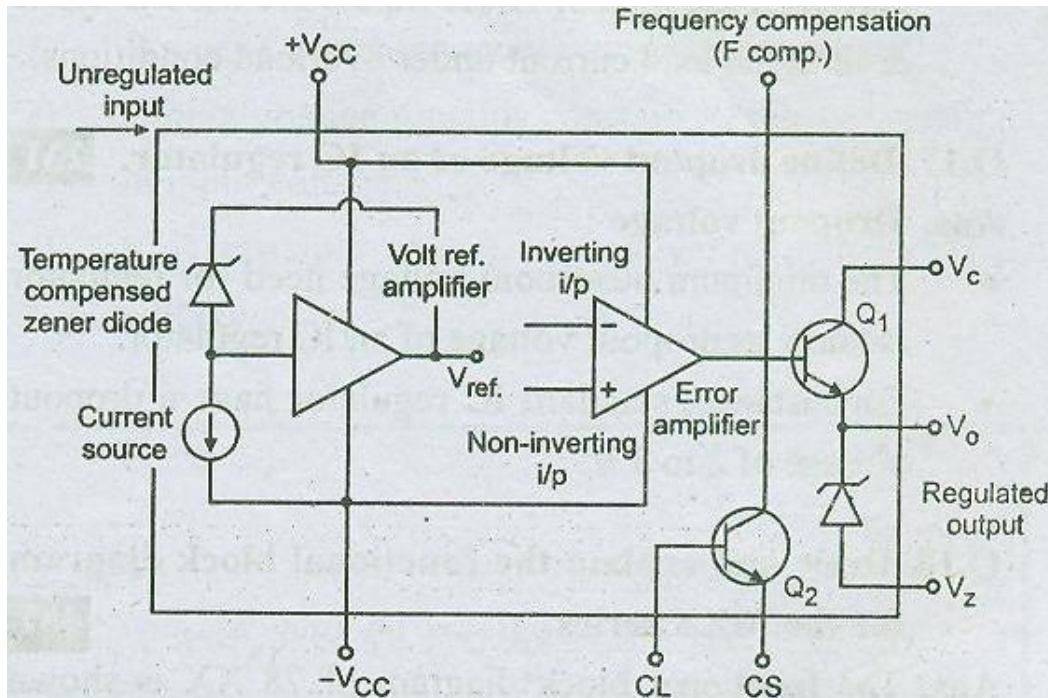 Frequency compensation
(F comp.)
+VCC
Unregulated
input
Temperature
compensed
zener diode
Volt ref.
amplifier
Inverting
i/p
Vc
Q1
−
Vref.
+
Error
amplifier
Current
source
Non-inverting
i/p
Vo
Regulated
output
Q2
Vz
−VCC
CL
CS